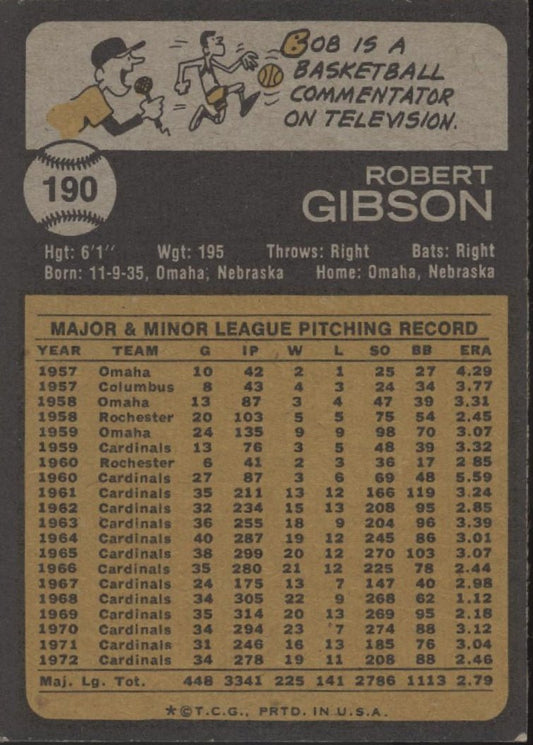 BOB IS A
BASKETBALL
COMMENTATOR
ON TELEVISION.
190
ROBERT
GIBSON
Hgt: 6'1" Wgt: 195 Throws: Right Bats: Right
Born: 11-9-35, Omaha, Nebraska Home: Omaha, Nebraska
MAJOR & MINOR LEAGUE PITCHING RECORD
YEAR TEAM G IP W L SO BB ERA
1957 Omaha 10 42 2 1 25 27 4.29
1957 Columbus 8 43 4 3 24 34 3.77
1958 Omaha 13 87 3 4 47 39 3.31
1958 Rochester 20 103 5 5 75 54 2.45
1959 Omaha 24 135 9 9 98 70 3.07
1959 Cardinals 13 76 3 5 48 39 3.32
1960 Rochester 6 41 2 3 36 17 2.85
1960 Cardinals 27 87 3 6 69 48 5.59
1961 Cardinals 35 211 13 12 166 119 3.24
1962 Cardinals 32 234 15 13 208 95 2.85
1963 Cardinals 36 255 18 9 204 96 3.39
1964 Cardinals 40 287 19 12 245 86 3.01
1965 Cardinals 38 299 20 12 270 103 3.07
1966 Cardinals 35 280 21 12 225 78 2.44
1967 Cardinals 24 175 13 7 147 40 2.98
1968 Cardinals 34 305 22 9 268 62 1.12
1969 Cardinals 35 314 20 13 269 95 2.18
1970 Cardinals 34 294 23 7 274 88 3.12
1971 Cardinals 31 246 16 13 185 76 3.04
1972 Cardinals 34 278 19 11 208 88 2.46
Maj. Lg. Tot. 448 3341 225 141 2786 1113 2.79
*©T.C.G., PRTD. IN U.S.A.